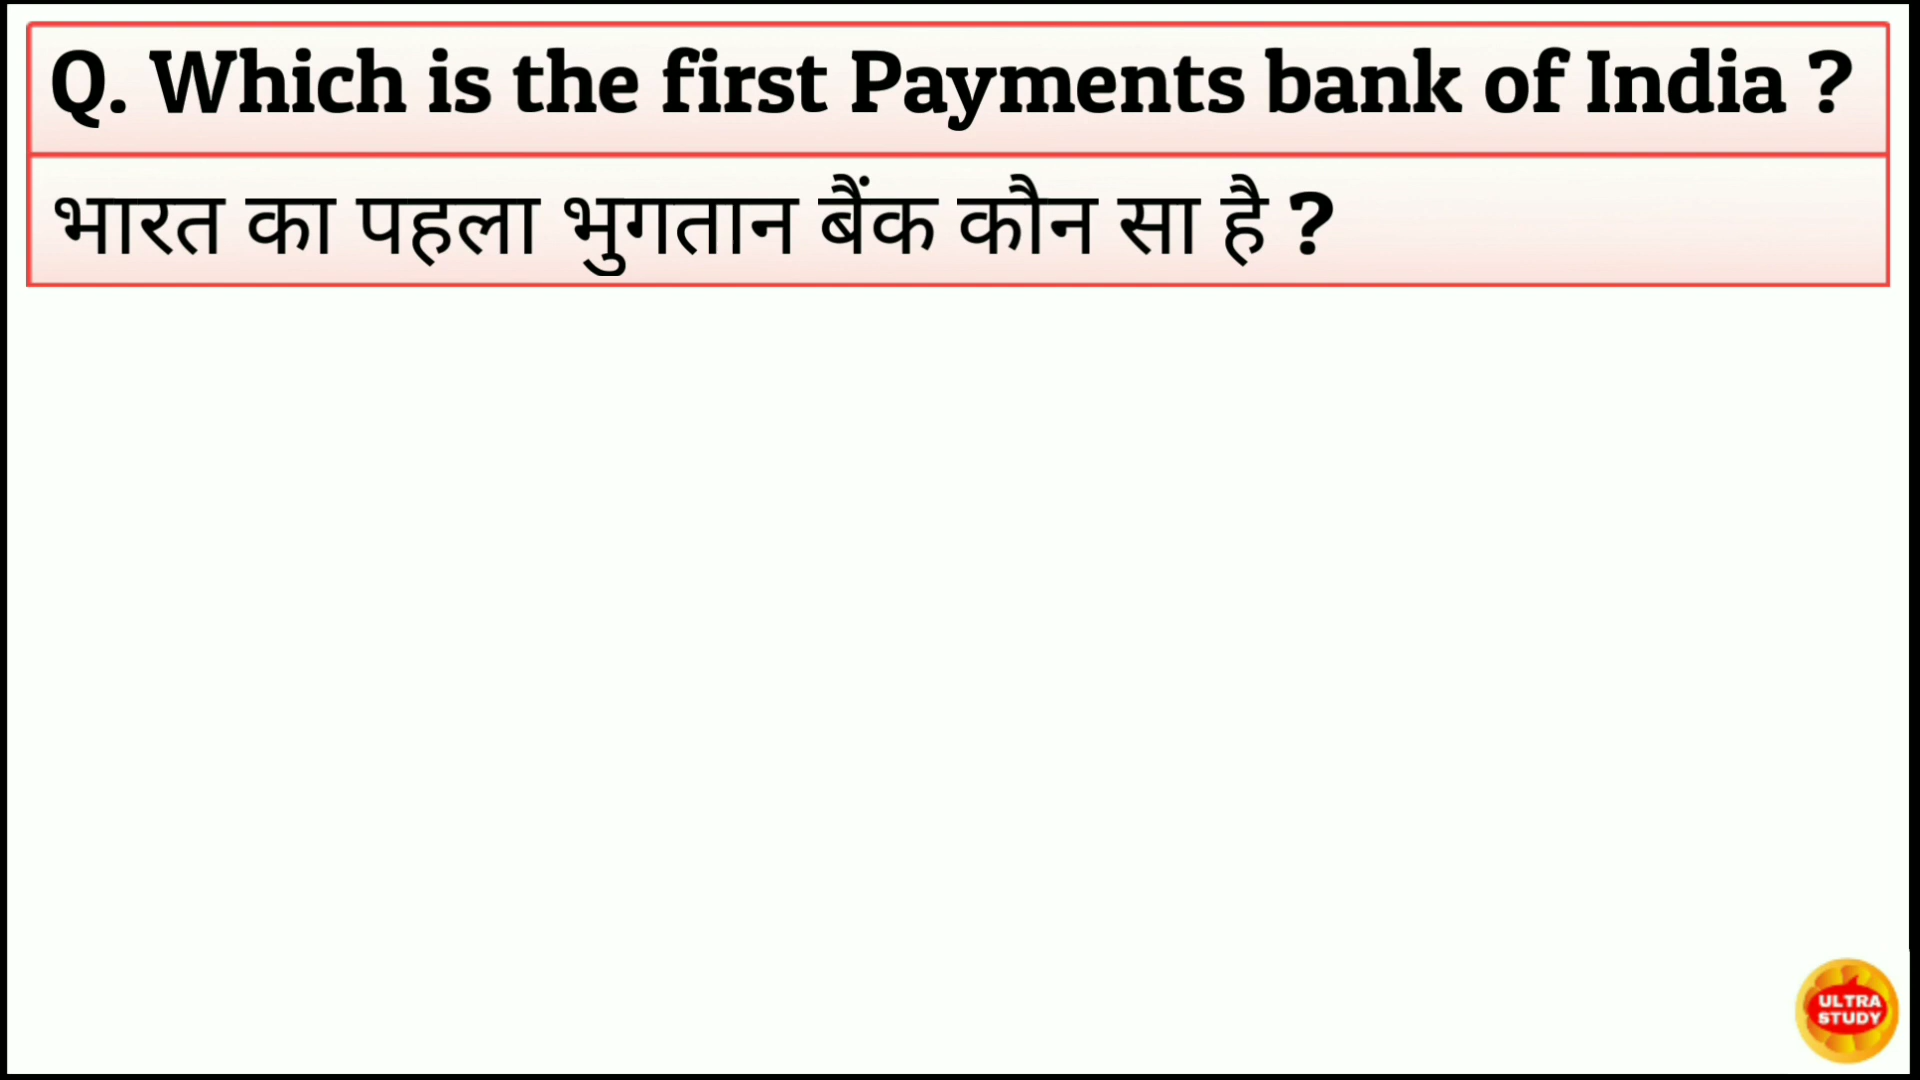 Q. Which is the first Payments bank of India ?
भारत का पहला भुगतान बैंक कौन सा है ?
ULTRA
STUDY